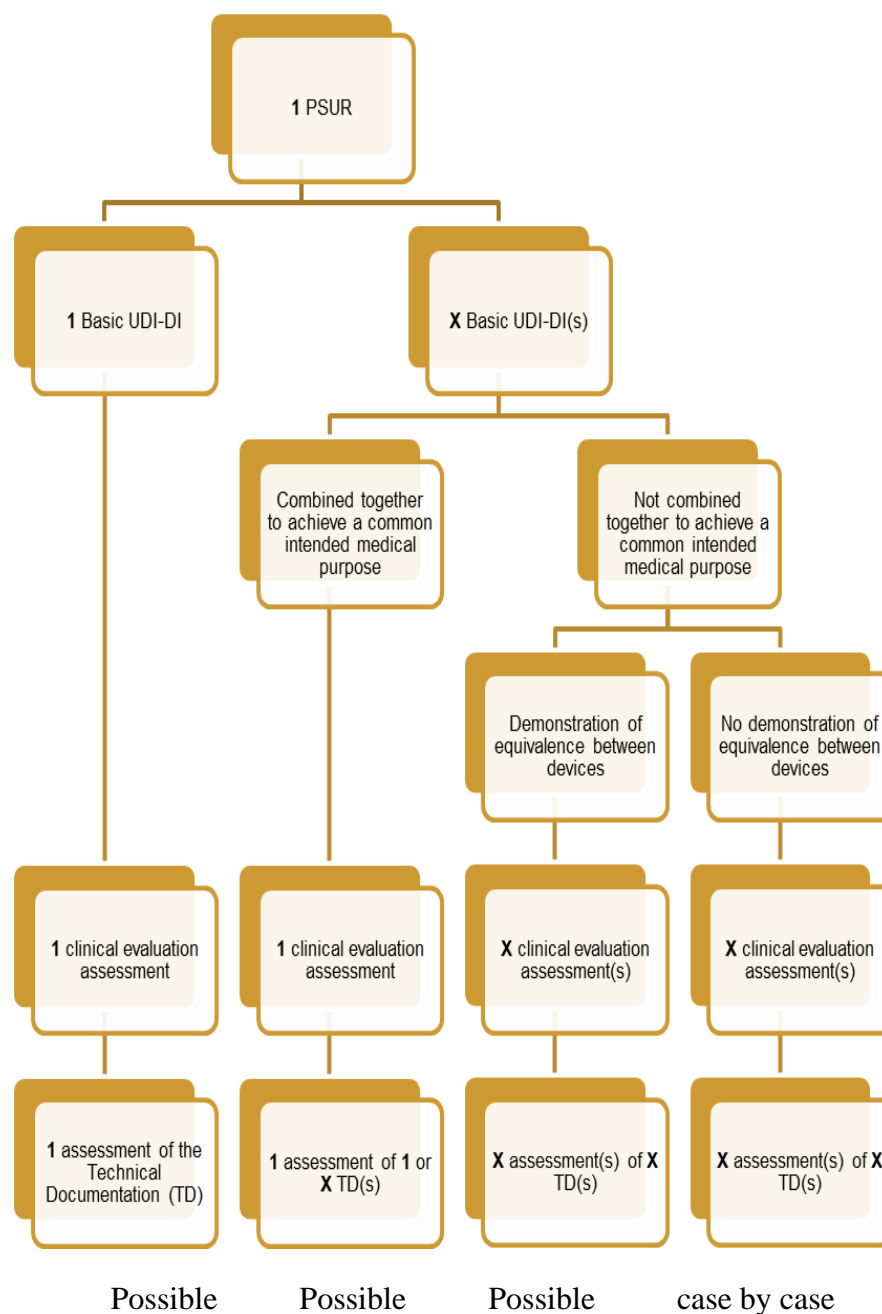 1 PSUR
1 Basic UDI-DI
X Basic UDI-DI(s)
Combined together
to achieve a common
intended medical
purpose
Not combined
together to achieve a
common intended
medical purpose
Demonstration of
equivalence between
devices
No demonstration of
equivalence between
devices
1 clinical evaluation
assessment
1 clinical evaluation
assessment
X clinical evaluation
assessment(s)
X clinical evaluation
assessment(s)
1 assessment of the
Technical
Documentation (TD)
1 assessment of 1 or
X TD(s)
X assessment(s) of X
TD(s)
X assessment(s) of X
TD(s)
Possible Possible Possible case by case